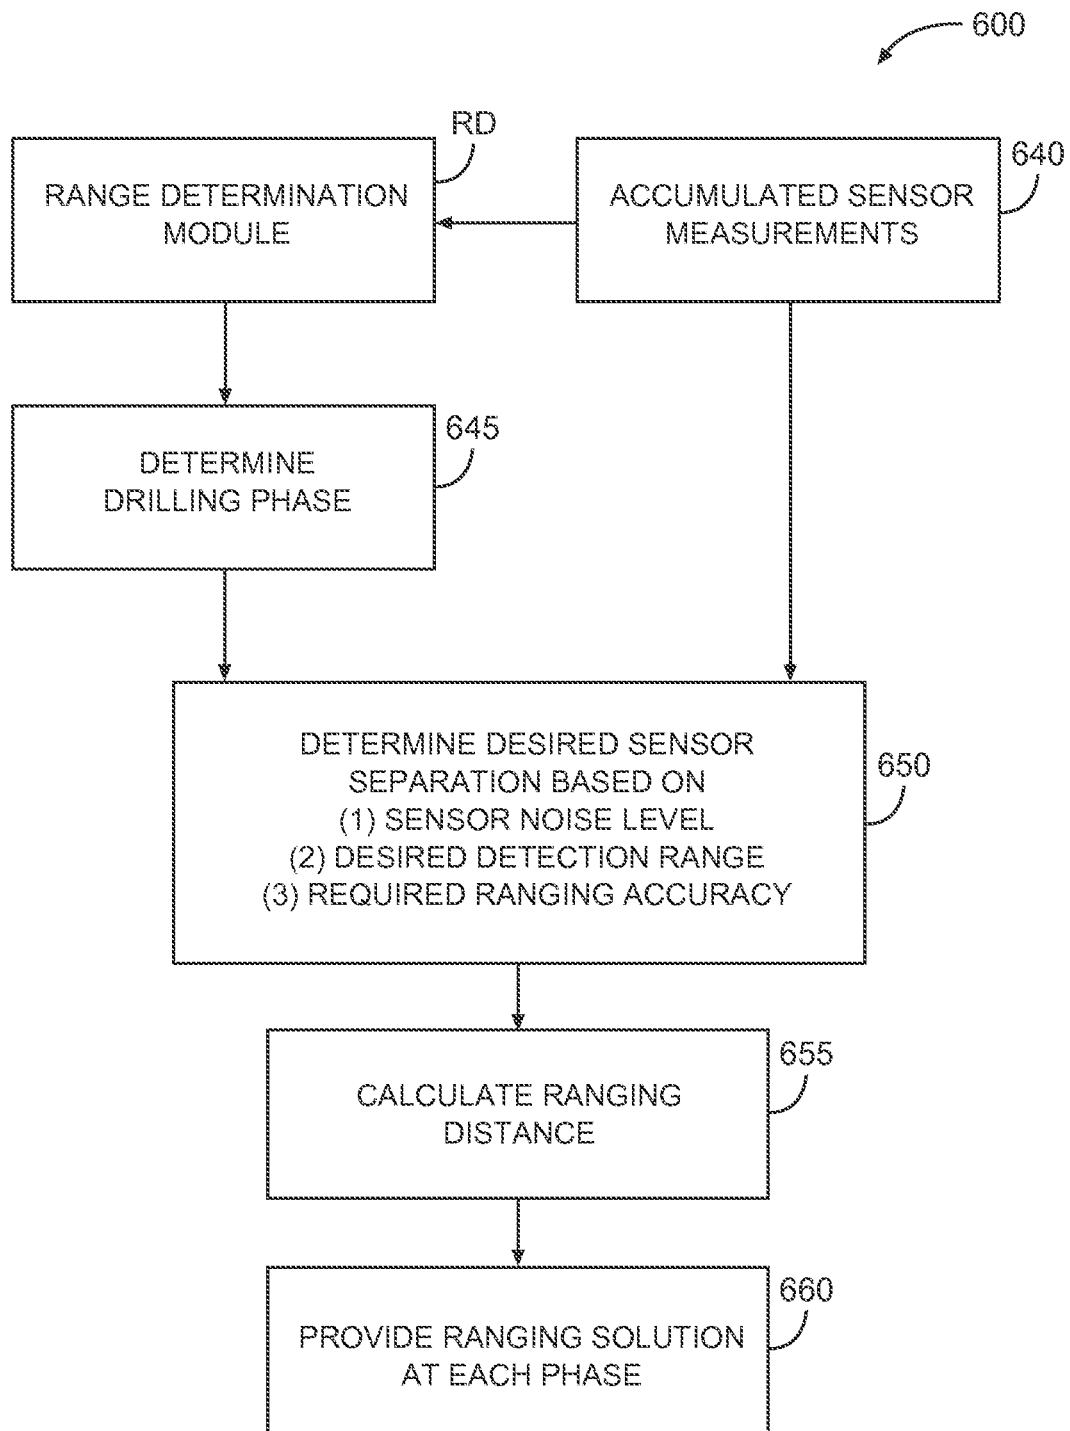 600
RD
640
RANGE DETERMINATION
MODULE
ACCUMULATED SENSOR
MEASUREMENTS
645
DETERMINE
DRILLING PHASE
650
DETERMINE DESIRED SENSOR
SEPARATION BASED ON
(1) SENSOR NOISE LEVEL
(2) DESIRED DETECTION RANGE
(3) REQUIRED RANGING ACCURACY
655
CALCULATE RANGING
DISTANCE
660
PROVIDE RANGING SOLUTION
AT EACH PHASE